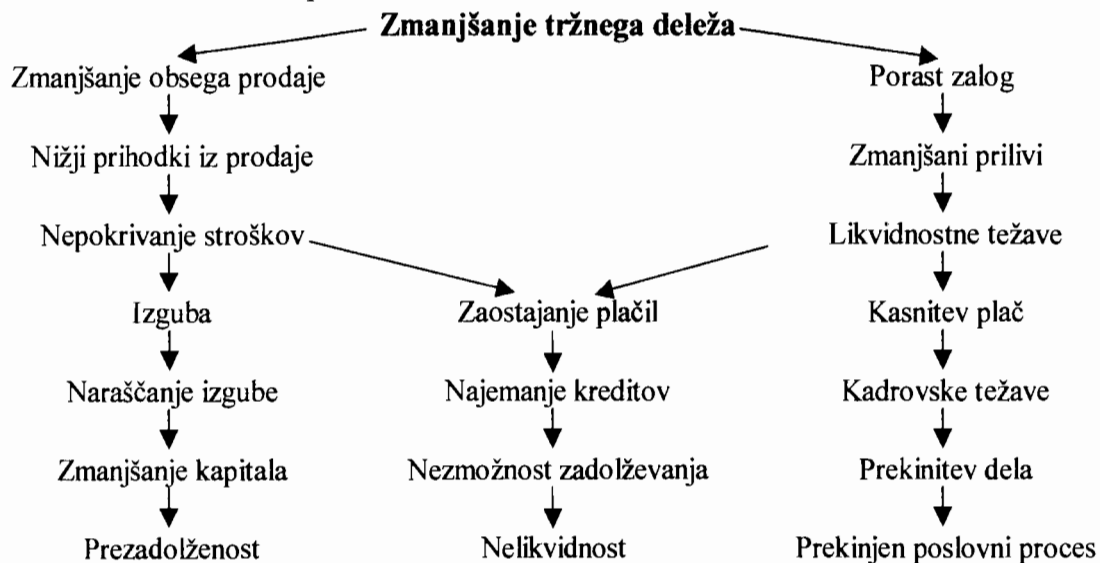 Zmanjšanje tržnega deleža
Zmanjšanje obsega prodaje Porast zalog
Nižji prihodki iz prodaje Zmanjšani prilivi
Nepokrivanje stroškov Likvidnostne težave
Izguba Zaostajanje plačil Kasnitev plač
Naraščanje izgube Najemanje kreditov Kadrovske težave
Zmanjšanje kapitala Nezmožnost zadolževanja Prekinitev dela
Prezadolženost Nelikvidnost Prekinjen poslovni proces